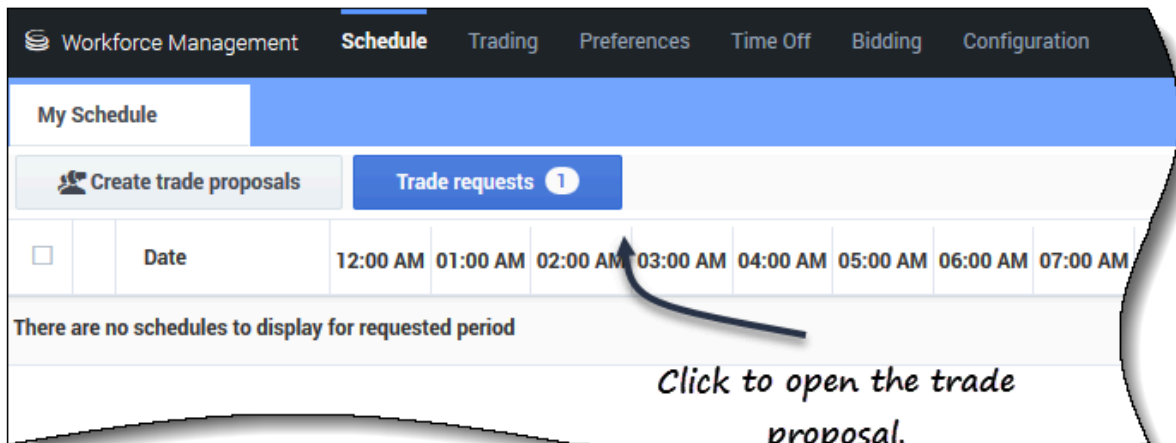 Workforce Management Schedule Trading Preferences Time Off Bidding Configuration
My Schedule
Create trade proposals Trade requests 1
Date 12:00 AM 01:00 AM 02:00 AM 03:00 AM 04:00 AM 05:00 AM 06:00 AM 07:00 AM
There are no schedules to display for requested period
Click to open the trade
proposal.